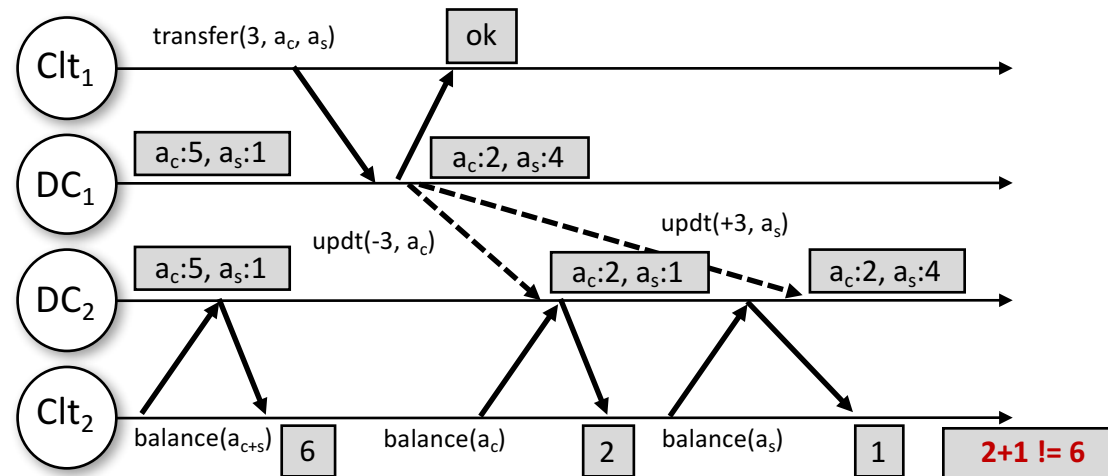 transfer(3, a_c, a_s)
ok
Clt_1
a_c:5, a_s:1
a_c:2, a_s:4
DC_1
updt(-3, a_c)
updt(+3, a_s)
a_c:5, a_s:1
a_c:2, a_s:1
a_c:2, a_s:4
DC_2
Clt_2
balance(a_{c+s})
6
balance(a_c)
2
balance(a_s)
1
2+1 != 6